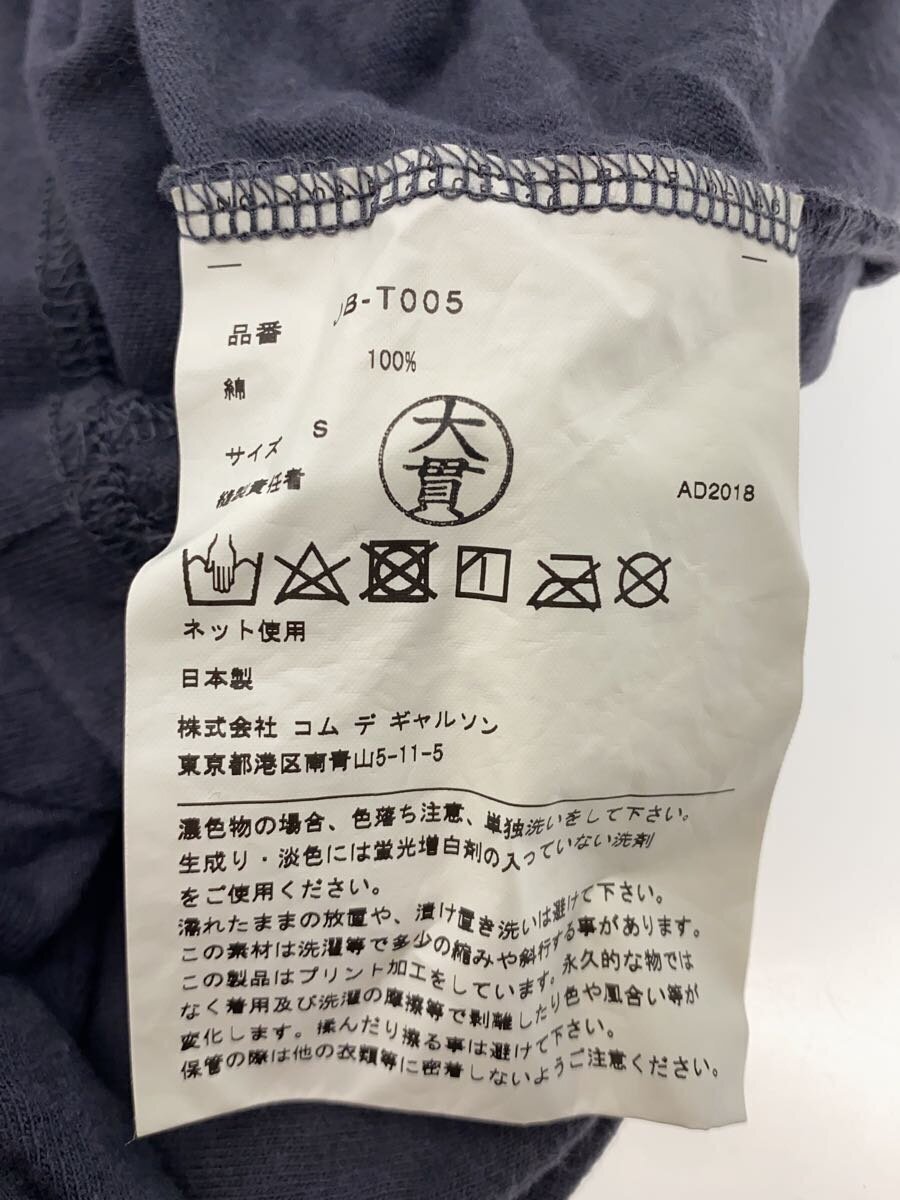 品番 JB-T005
綿 100%
サイズ S
縫製責任者
大貫
AD2018
ネット使用
日本製
株式会社 コム デ ギャルソン
東京都港区南青山5-11-5
濃色物の場合、色落ち注意、単独洗いをして下さい。
生成り・淡色には蛍光増白剤の入っていない洗剤
をご使用ください。
濡れたままの放置や、漬け置き洗いは避けて下さい。
この素材は洗濯等で多少の縮みや斜行する事があります。
この製品はプリント加工をしています。永久的な物では
なく着用及び洗濯の摩擦等で剥離したり色や風合い等が
変化します。揉んだり擦る事は避けて下さい。
保管の際は他の衣類等に密着しないようご注意ください。